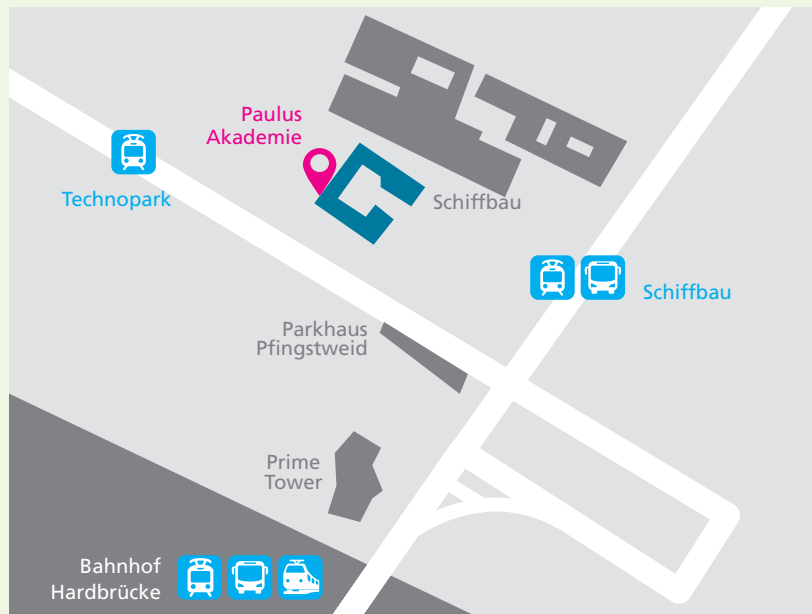 Paulus
Akademie
Technopark
Schiffbau
Schiffbau
Parkhaus
Pfingstweid
Prime
Tower
Bahnhof
Hardbrücke